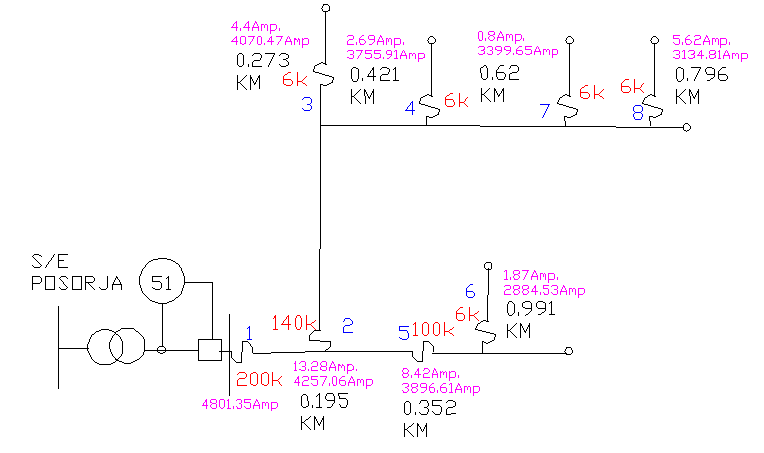 4.4Amp.
4070.47Amp
0.273
KM
6k
3
2.69Amp.
3755.91Amp
0.421
KM
4
6k
0.8Amp.
3399.65Amp
0.62
KM
7
6k
5.62Amp.
3134.81Amp
0.796
KM
6k
8
S/E
POSORJA
51
1
200k
4801.35Amp
140k
2
13.28Amp.
4257.06Amp
0.195
KM
5
100k
8.42Amp.
3896.61Amp
0.352
KM
6
6k
1.87Amp.
2884.53Amp
0.991
KM